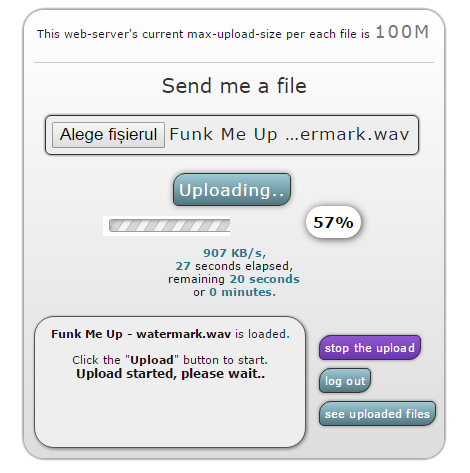 This web-server's current max-upload-size per each file is 100M
Send me a file
Alege fișierul Funk Me Up ...ermark.wav
Uploading..
57%
907 KB/s,
27 seconds elapsed,
remaining 20 seconds
or 0 minutes.
Funk Me Up - watermark.wav is loaded.
Click the "Upload" button to start.
Upload started, please wait..
stop the upload
log out
see uploaded files